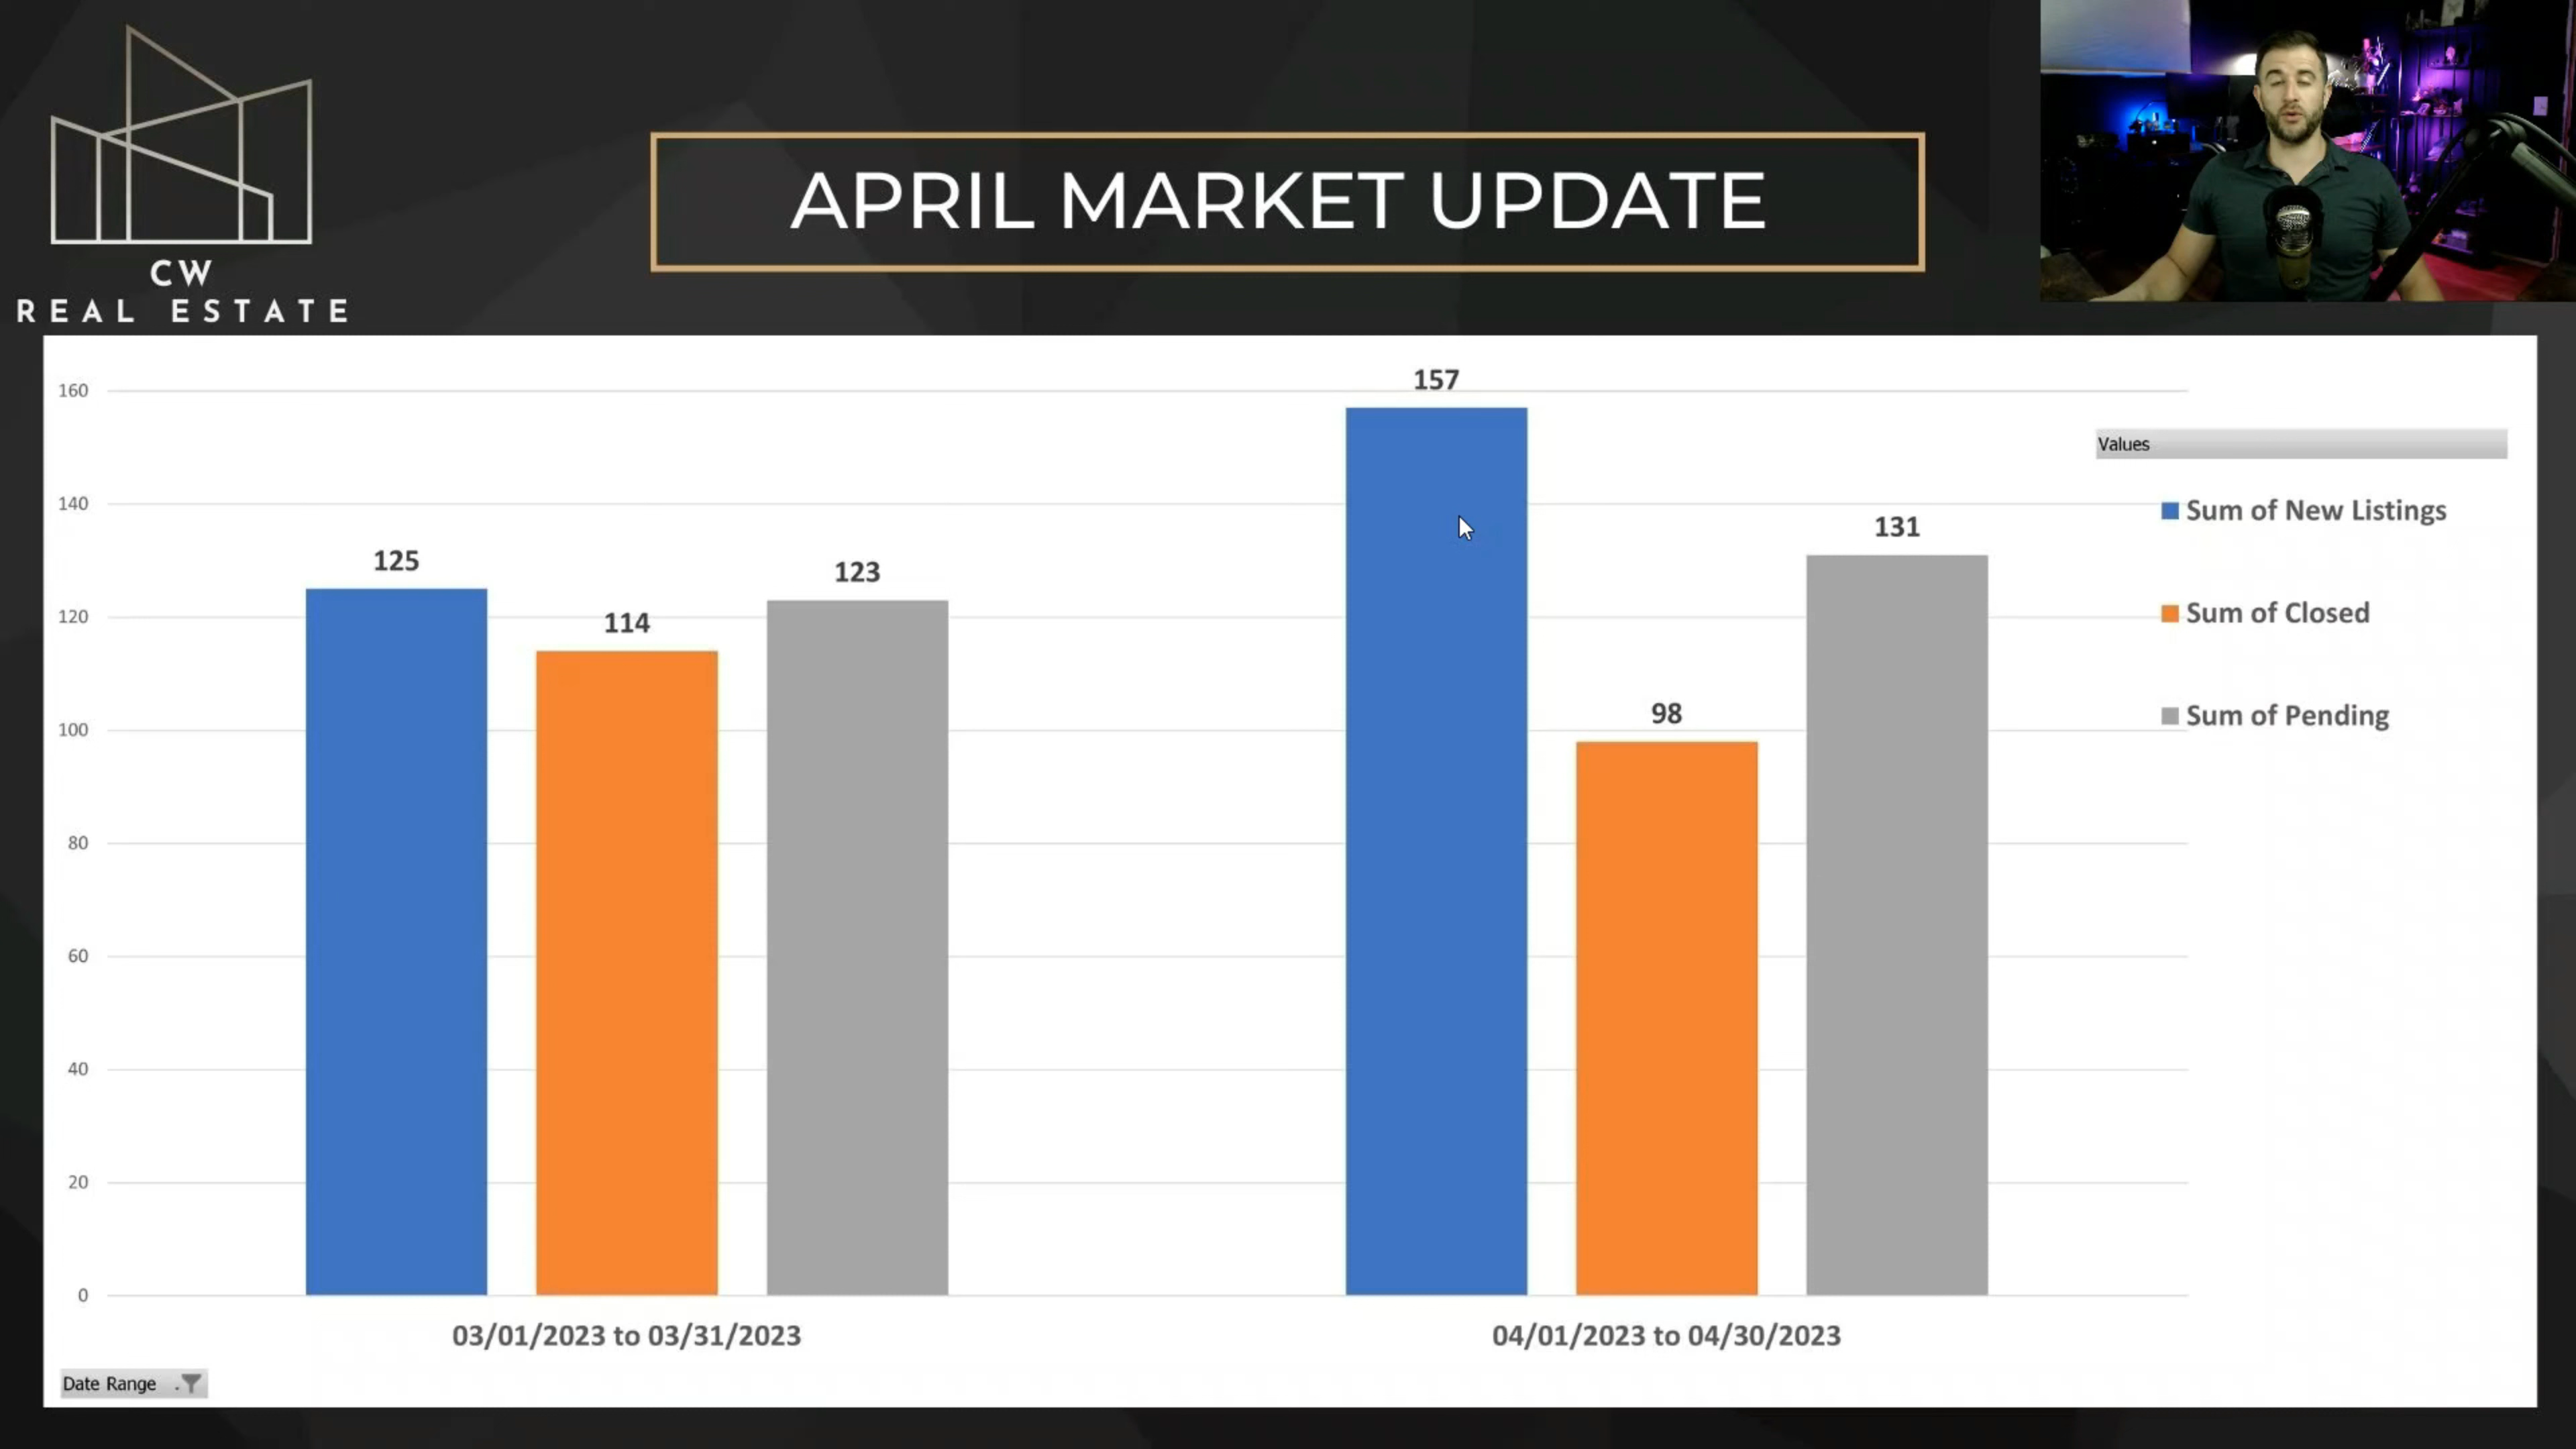 CW
REAL ESTATE
APRIL MARKET UPDATE
160
140
120
100
80
60
40
20
0
125
114
123
157
98
131
03/01/2023 to 03/31/2023
04/01/2023 to 04/30/2023
Values
Sum of New Listings
Sum of Closed
Sum of Pending
Date Range